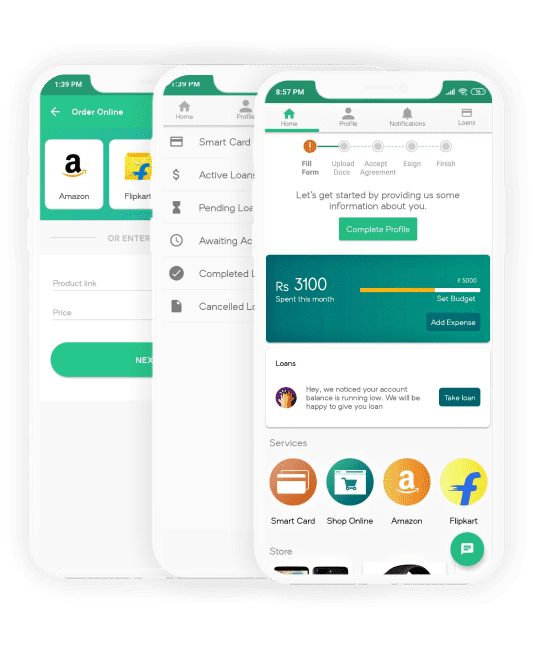 1:39 PM
Order Online
a
Amazon
Flipkart
OR ENTER
Product link
Price
NEX
1:39 PM
Home
Profile
Smart Card
Active Loans
Pending Loa
Awaiting Ac
Completed L
Cancelled Lo
8:57 PM
Home
Profile
Notifications
Loans
Fill
Form
Upload
Docs
Accept
Agreement
Esign
Finish
Let's get started by providing us some
information about you.
Complete Profile
Rs 3100
₹ 5000
Spent this month
Set Budget
Add Expense
Loans
Hey, we noticed your account
balance is running low. We will be
happy to give you loan
Take loan
Services
a
Smart Card
Shop Online
Amazon
Flipkart
Store